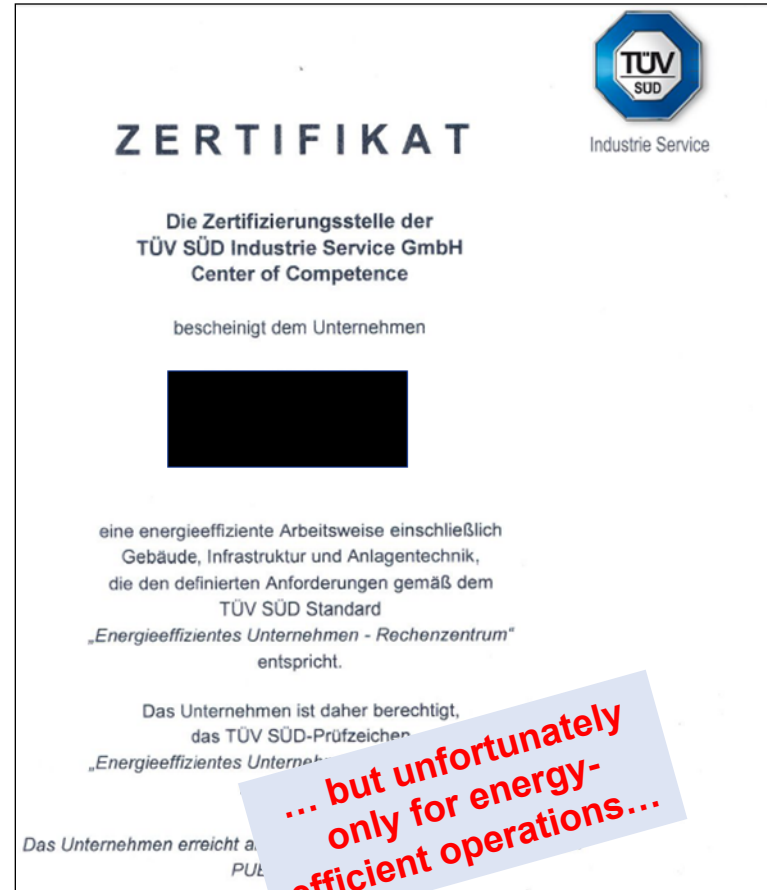 TÜV
SÜD
Industrie Service
ZERTIFIKAT
Die Zertifizierungsstelle der
TÜV SÜD Industrie Service GmbH
Center of Competence
bescheinigt dem Unternehmen
eine energieeffiziente Arbeitsweise einschließlich
Gebäude, Infrastruktur und Anlagentechnik,
die den definierten Anforderungen gemäß dem
TÜV SÜD Standard
„Energieeffizientes Unternehmen - Rechenzentrum"
entspricht.
Das Unternehmen ist daher berechtigt,
das TÜV SÜD-Prüfzeichen
„Energieeffizientes
Das Unternehmen erreicht
... but unfortunately
only for energy-
efficient operations...